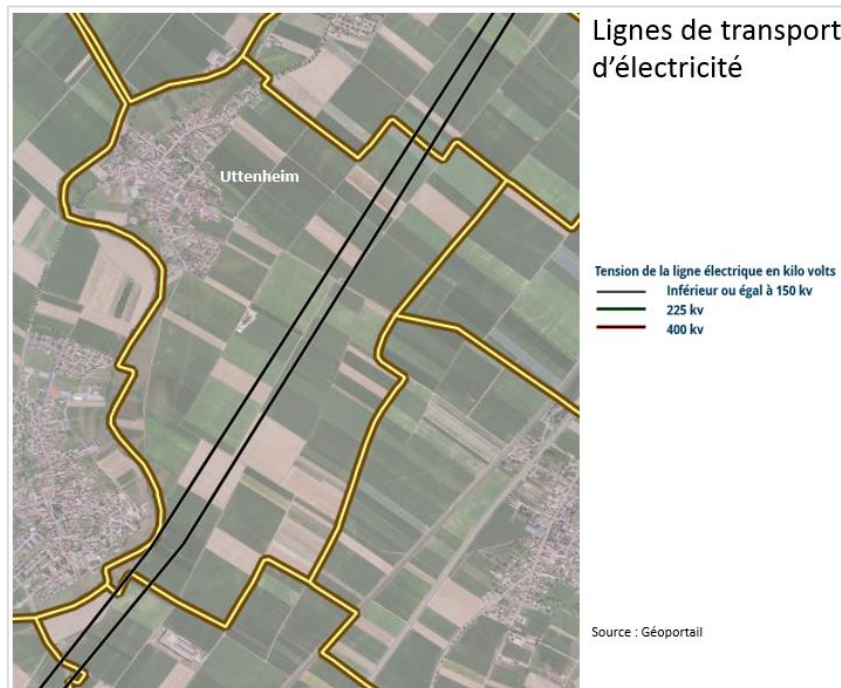 Lignes de transport
d'électricité
Uttenheim
Tension de la ligne électrique en kilo volts
Inférieur ou égal à 150 kv
225 kv
400 kv
Source : Géoportail